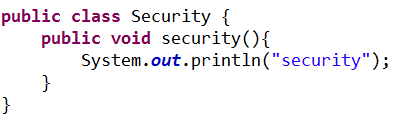 public class Security {
    public void security(){
        System.out.println("security");
    }
}